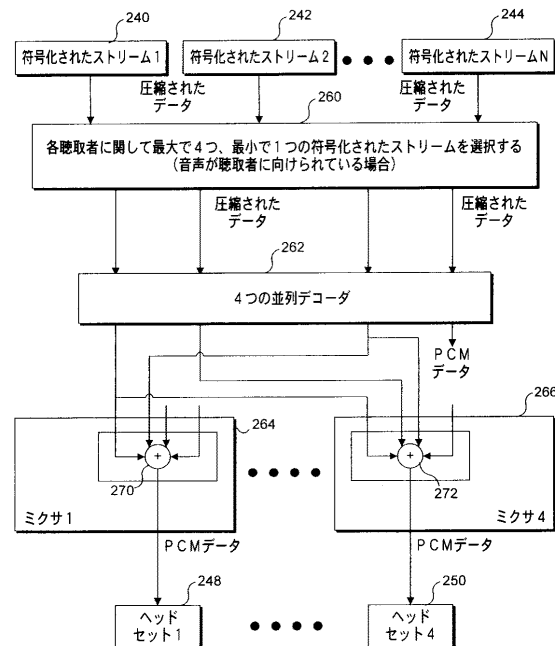 240
242
244
符号化されたストリーム1
符号化されたストリーム2
符号化されたストリームN
圧縮された
データ
260
圧縮された
データ
各聴取者に関して最大で4つ、最小で1つの符号化されたストリームを選択する
(音声が聴取者に向けられている場合)
圧縮された
データ
圧縮された
データ
262
4つの並列デコーダ
PCM
データ
264
266
+
270
+
272
ミクサ1
ミクサ4
PCMデータ
PCMデータ
248
250
ヘッド
セット1
ヘッド
セット4